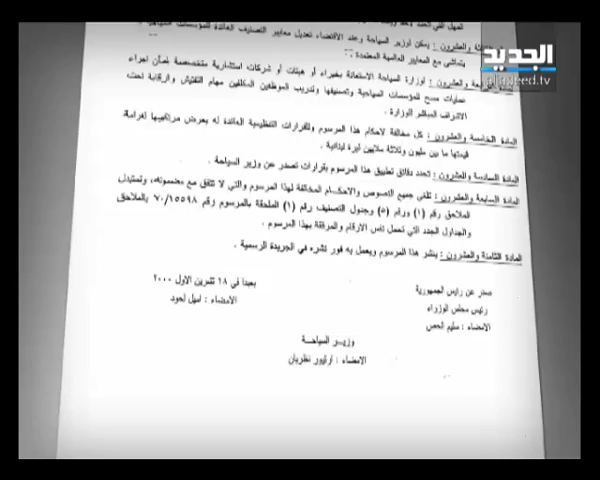 الجديد
aljadeed.tv
والعشرون : يمكن لوزير السياحة وعند الاقتضاء تعديل معايير التصنيف العائدة للمؤسسات السياحية
يتماشى مع المعايير العالمية المعتمدة .
والعشرون : لوزارة السياحة الاستعانة بخبراء أو هيئات أو شركات استشارية متخصصة لضمان اجراء
عمليات مسح للمؤسسات السياحية وتصنيفها وتدريب الموظفين المكلفين مهام التفتيش والرقابة تحت
الاشراف المباشر للوزارة .
المادة الخامسة والعشرون : كل مخالفة لاحكام هذا المرسوم وللقرارات التنظيمية العائدة له يعرض مرتكبيها لغرامة
قيمتها ما بين مليون وثلاثة ملايين ليرة لبنانية .
المادة السادسة والعشرون : تحدد دقائق تطبيق هذا المرسوم بقرارات تصدر عن وزير السياحة .
المادة السابعة والعشرون : تلغى جميع النصوص والاحكام المخالفة لهذا المرسوم والتي لا تتفق مع مضمونه، وتستبدل
الملاحق رقم (١) ورقم (٥) وجدول التصنيف رقم (١) الملحقة بالمرسوم رقم ٧٠/١٥٥٩٨ بالملاحق
والجداول الجدد التي تحمل نفس الارقام والمرفقة بهذا المرسوم .
المادة الثامنة والعشرون : ينشر هذا المرسوم ويعمل به فور نشره في الجريدة الرسمية .
بعبدا في ١٨ تشرين الاول ٢٠٠٠
الامضاء : اميل لحود
صدر عن رئيس الجمهورية
رئيس مجلس الوزراء
الامضاء : سليم الحص
وزير السياحة
الامضاء : ارتيور نظريان